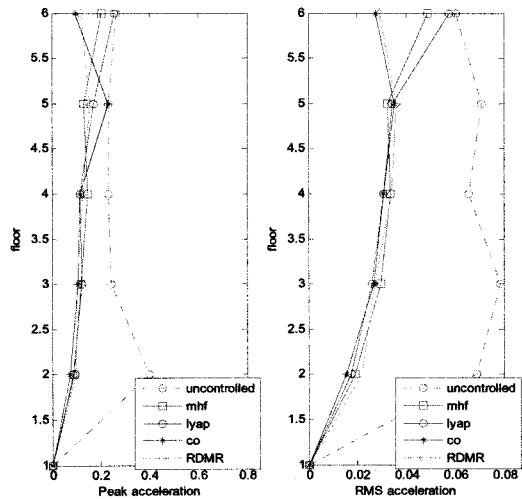 6
5.5
5
4.5
4
3.5
3
2.5
2
1.5
1
floor
0
0.2
0.4
0.6
0.8
Peak acceleration
uncontrolled
mhf
lyap
co
RDMR
6
5.5
5
4.5
4
3.5
3
2.5
2
1.5
1
floor
0
0.02
0.04
0.06
0.08
RMS acceleration
uncontrolled
mhf
lyap
co
RDMR